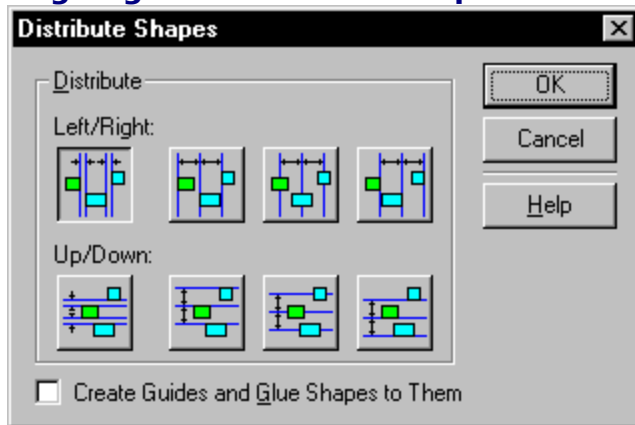 Distribute Shapes
Distribute
OK
Left/Right:
Cancel
Help
Up/Down:
Create Guides and Glue Shapes to Them